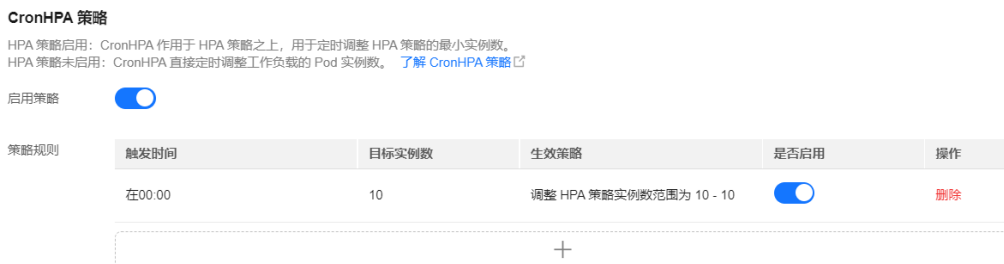 CronHPA 策略
HPA 策略启用：CronHPA 作用于 HPA 策略之上，用于定时调整 HPA 策略的最小实例数。
HPA 策略未启用：CronHPA 直接定时调整工作负载的 Pod 实例数。 了解 CronHPA 策略
启用策略
策略规则 触发时间 目标实例数 生效策略 是否启用 操作
在00:00 10 调整 HPA 策略实例数范围为 10 - 10 删除